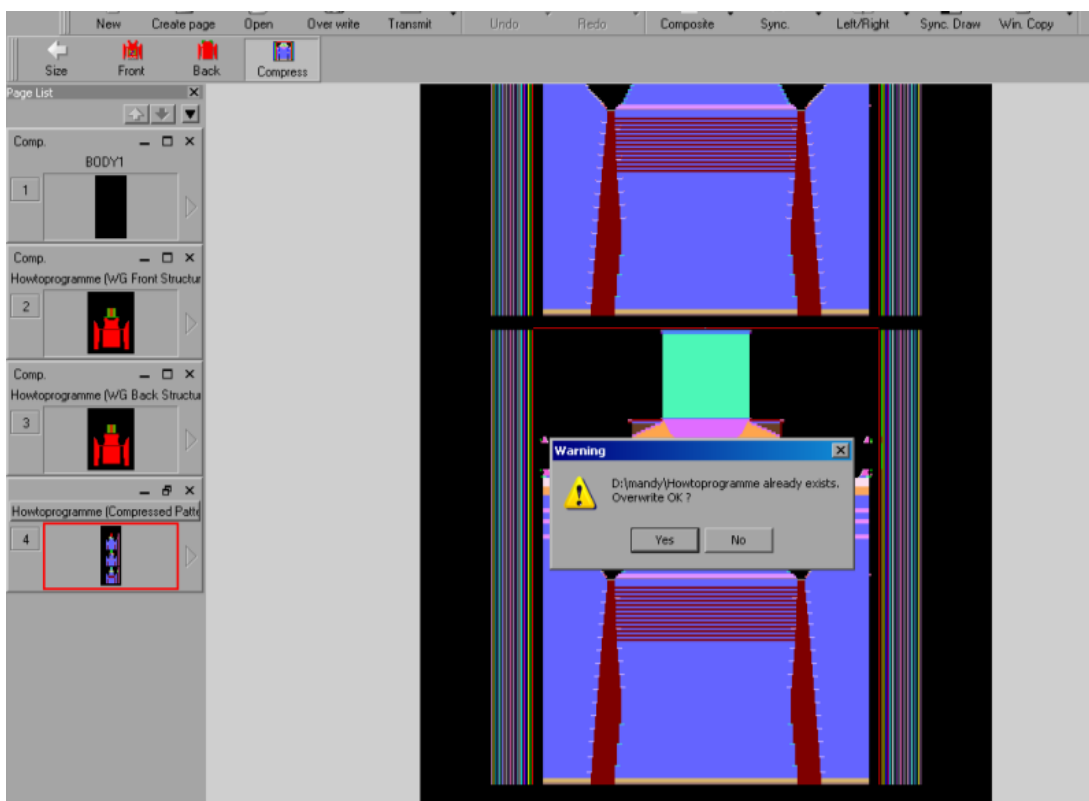 New Create page Open Over write Transmit Undo Redo Composite Sync. Left/Right Sync. Draw Win. Copy
Size Front Back Compress
Page List
Comp.
BODY1
1
Comp.
Howtoprogramme (WG Front Structur
2
Comp.
Howtoprogramme (WG Back Structu
3
Howtoprogramme (Compressed Patte
4
Warning
D:\mandy\Howtoprogramme already exists.
Overwrite OK ?
Yes No